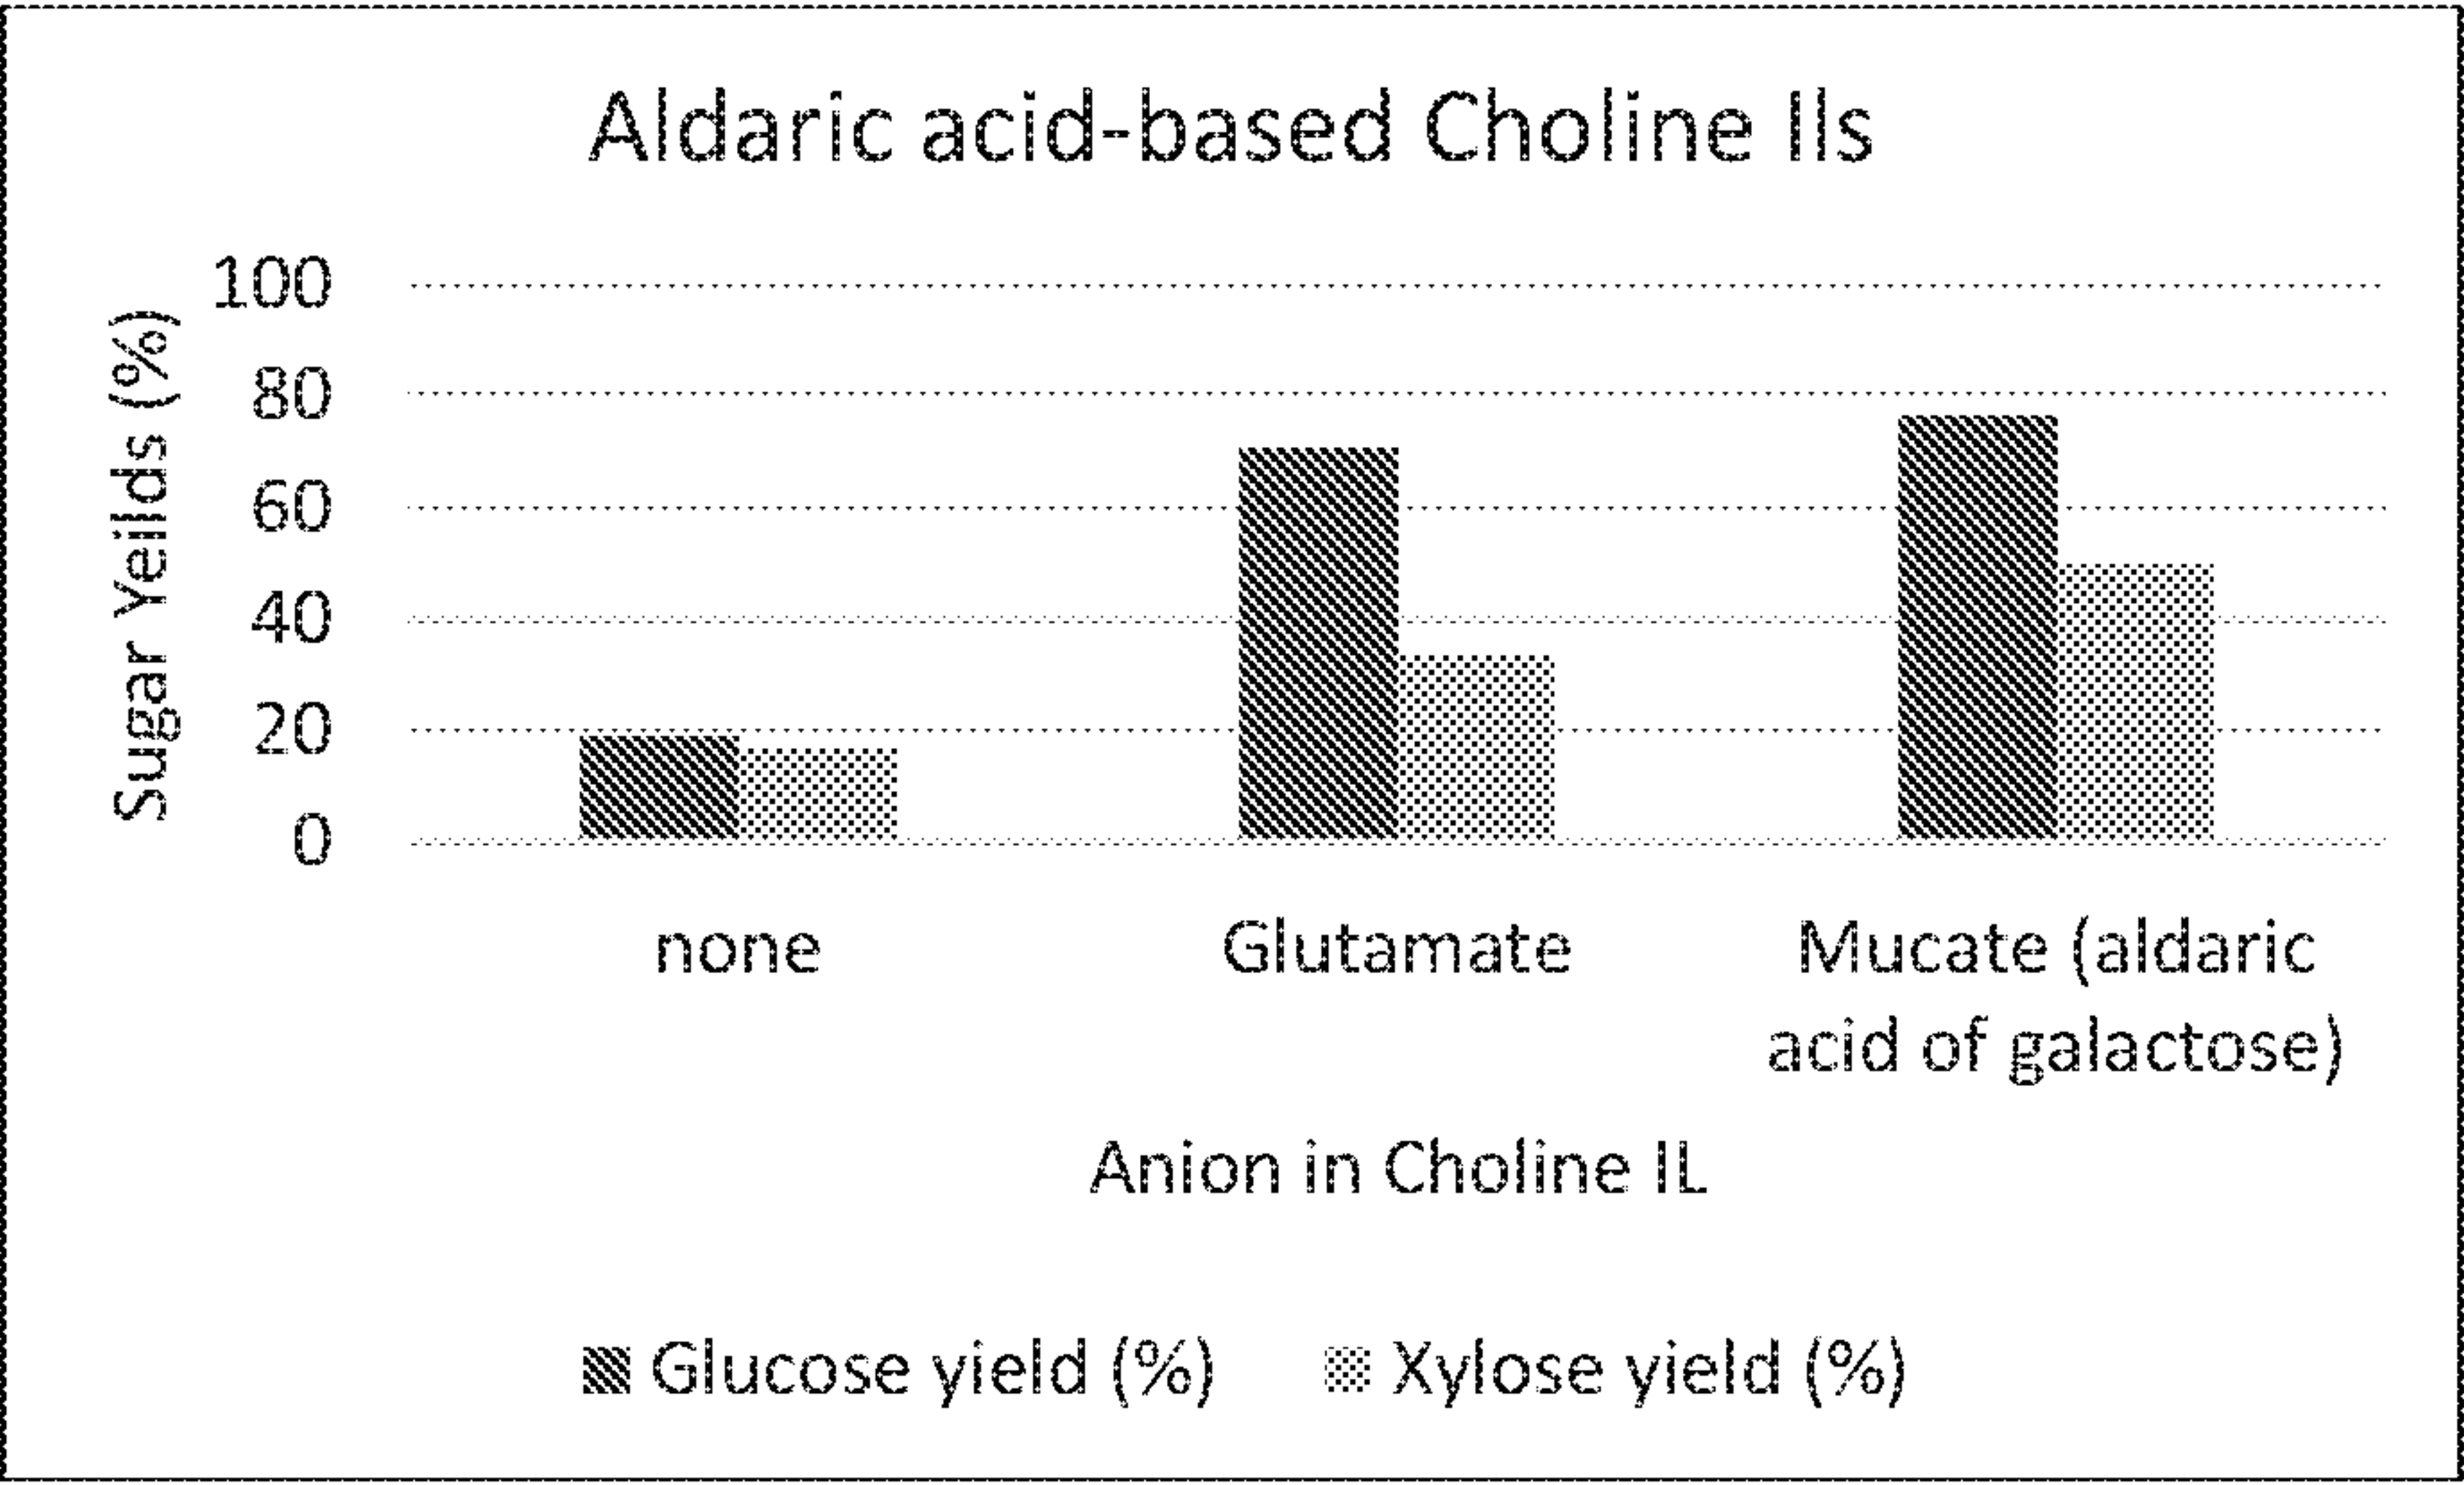 Aldaric acid-based Choline Ils
Sugar Yeilds (%)
100
80
60
40
20
0
none
Glutamate
Mucate (aldaric
acid of galactose)
Anion in Choline IL
Glucose yield (%)
Xylose yield (%)